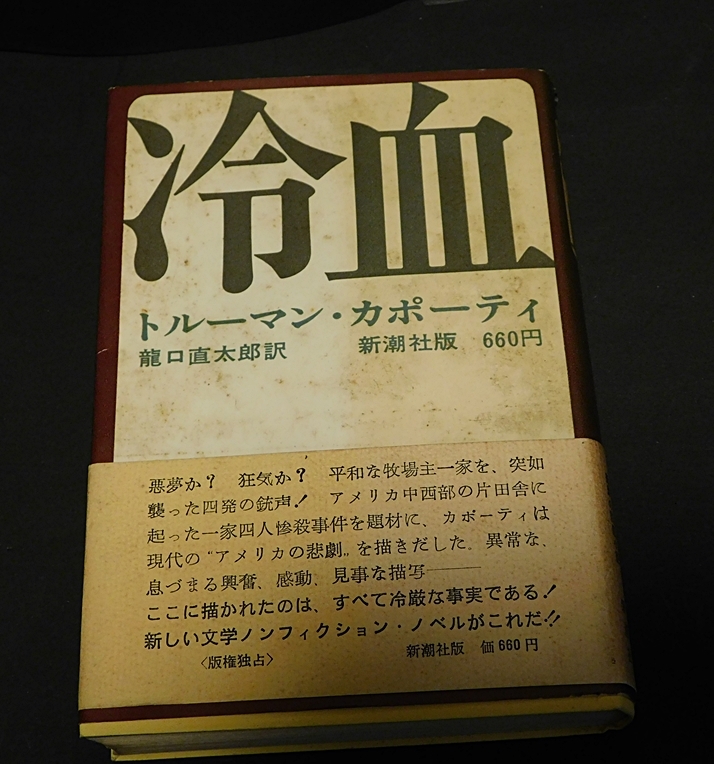 冷血
トルーマン・カポーティ
龍口直太郎訳 新潮社版 660円
悪夢か? 狂気か? 平和な牧場主一家を、突如
襲った四発の銃声! アメリカ中西部の片田舎に
起った一家四人惨殺事件を題材に、カポーティは
現代の〝アメリカの悲劇〟を描きだした。異常な、
息づまる興奮、感動、見事な描写――
ここに描かれたのは、すべて冷厳な事実である!
新しい文学ノンフィクション・ノベルがこれだ!!
〈版権独占〉 新潮社版 価660円